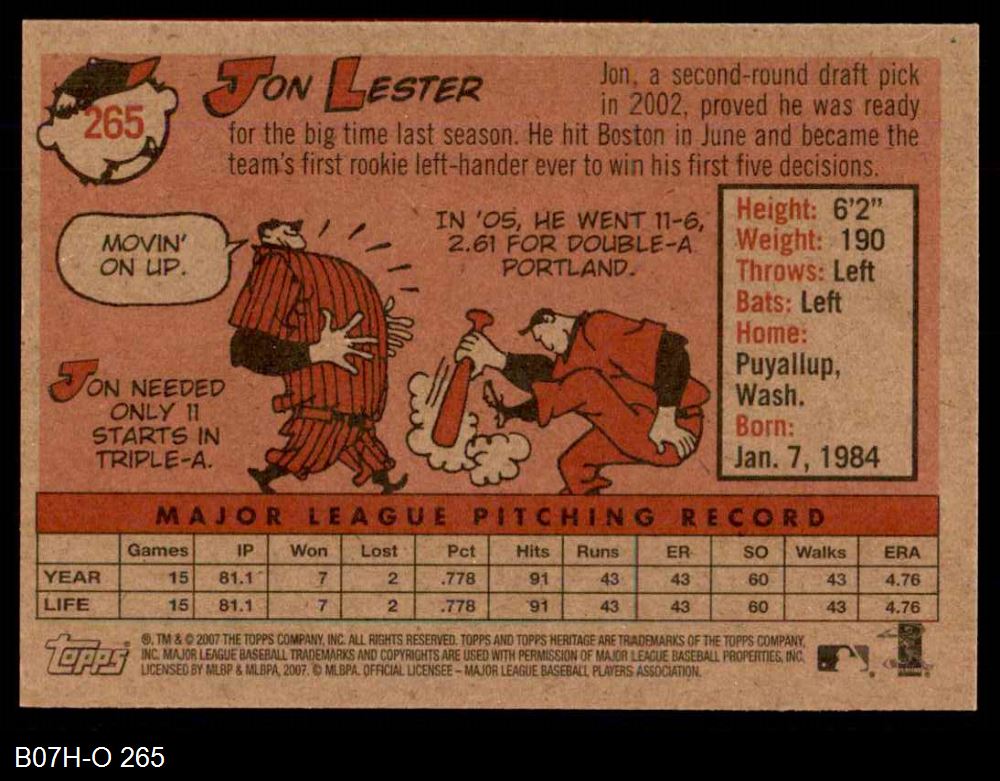 265
JON LESTER
Jon, a second-round draft pick
in 2002, proved he was ready
for the big time last season. He hit Boston in June and became the
team's first rookie left-hander ever to win his first five decisions.
MOVIN'
ON UP.
IN '05, HE WENT 11-6,
2.61 FOR DOUBLE-A
PORTLAND.
JON NEEDED
ONLY 11
STARTS IN
TRIPLE-A.
Height: 6'2"
Weight: 190
Throws: Left
Bats: Left
Home:
Puyallup,
Wash.
Born:
Jan. 7, 1984
MAJOR LEAGUE PITCHING RECORD
Games IP Won Lost Pct Hits Runs ER SO Walks ERA
YEAR 15 81.1 7 2 .778 91 43 43 60 43 4.76
LIFE 15 81.1 7 2 .778 91 43 43 60 43 4.76
Topps
®, TM & © 2007 THE TOPPS COMPANY, INC. ALL RIGHTS RESERVED. TOPPS AND TOPPS HERITAGE ARE TRADEMARKS OF THE TOPPS COMPANY,
INC. MAJOR LEAGUE BASEBALL TRADEMARKS AND COPYRIGHTS ARE USED WITH PERMISSION OF MAJOR LEAGUE BASEBALL PROPERTIES, INC.
LICENSED BY MLBP & MLBPA, 2007. © MLBPA. OFFICIAL LICENSEE – MAJOR LEAGUE BASEBALL PLAYERS ASSOCIATION.
B07H-O 265